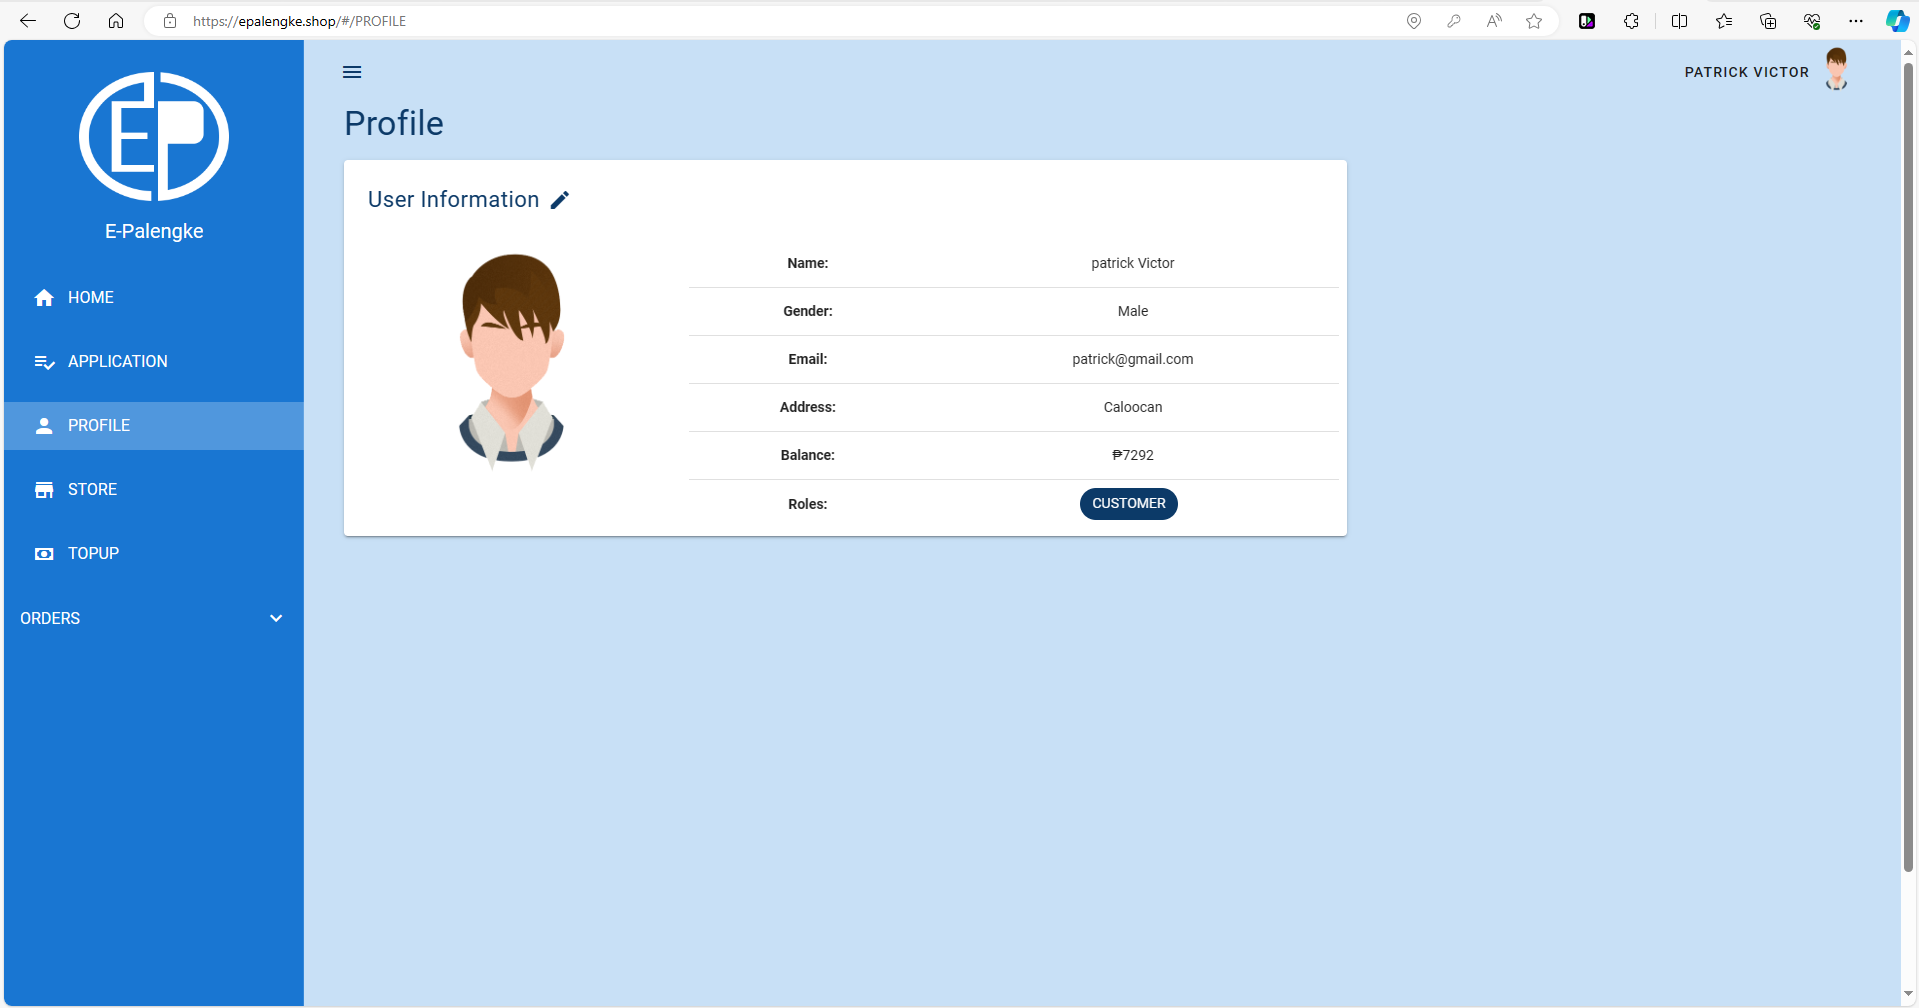 https://epalengke.shop/#/PROFILE
EP
E-Palengke
HOME
APPLICATION
PROFILE
STORE
TOPUP
ORDERS
PATRICK VICTOR
Profile
User Information
Name: patrick Victor
Gender: Male
Email: patrick@gmail.com
Address: Caloocan
Balance: ₱7292
Roles: CUSTOMER